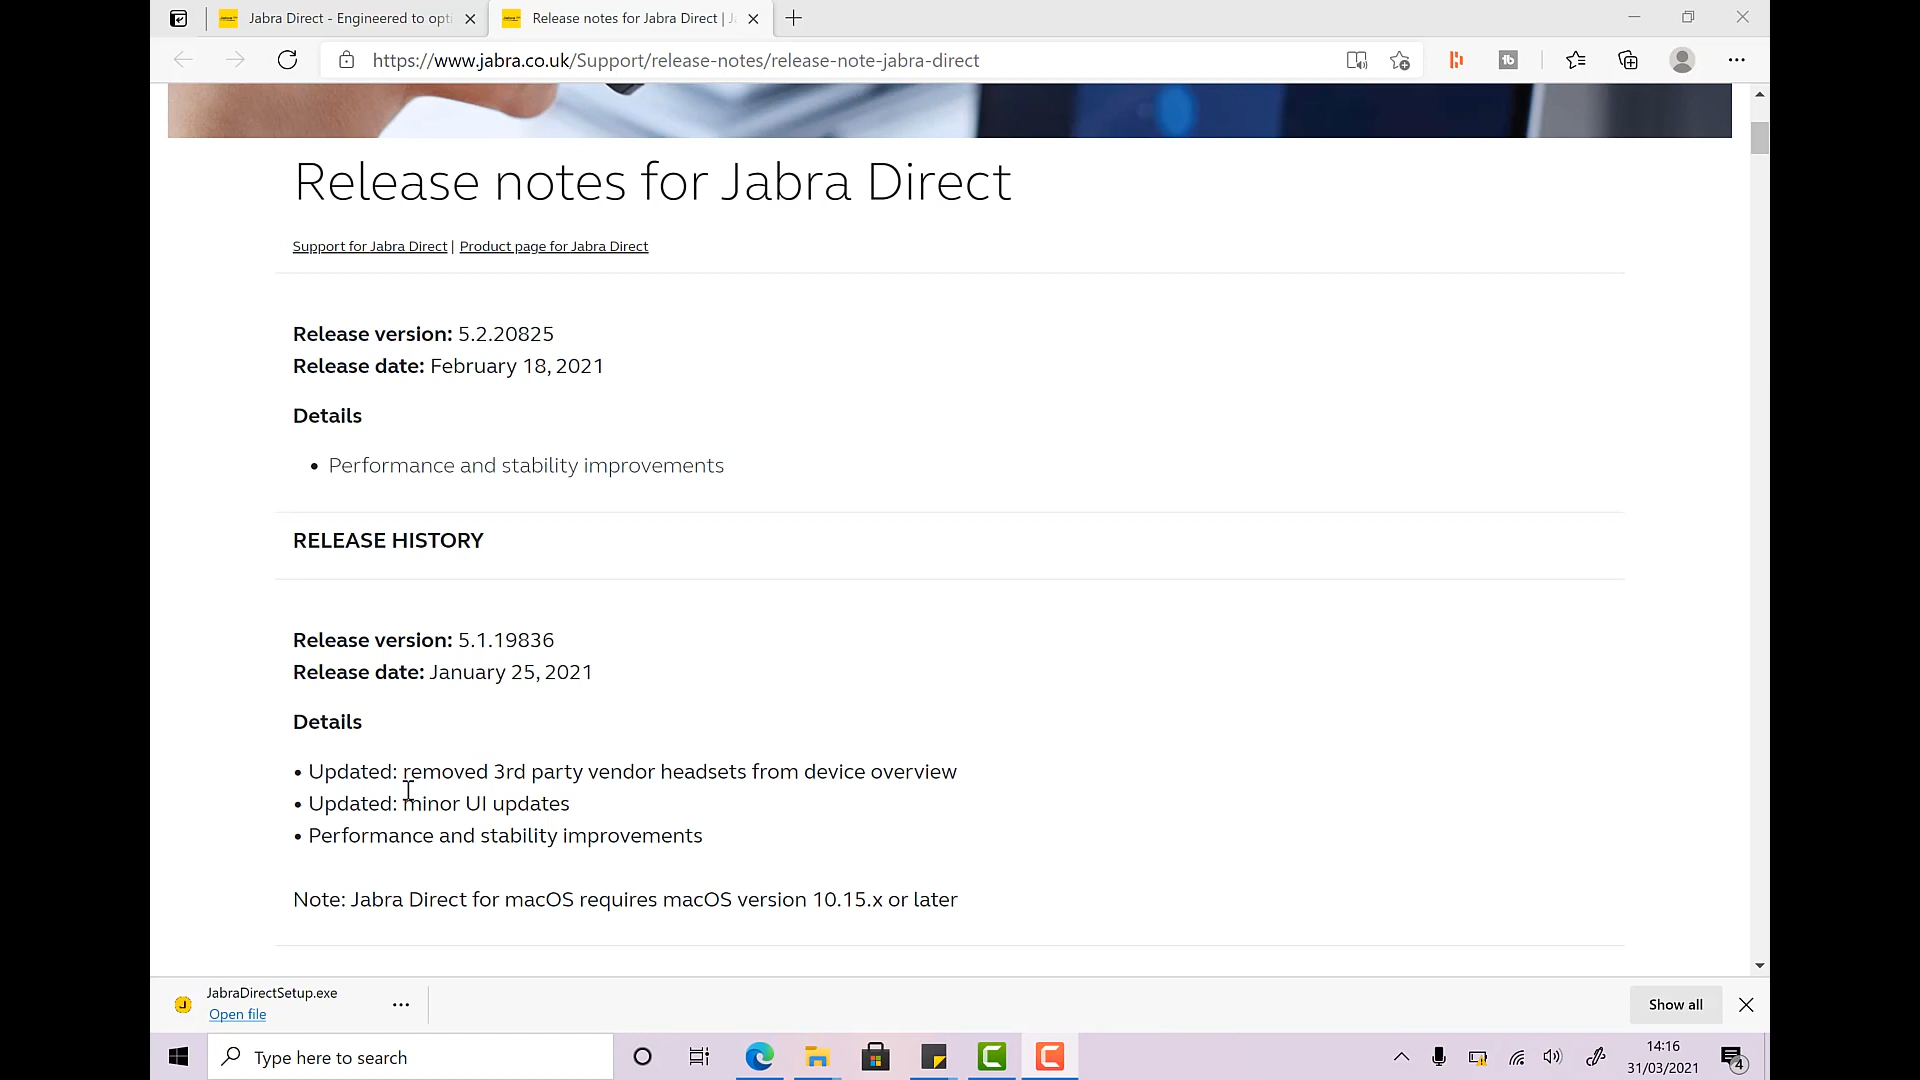 Jabra Direct - Engineered to opti
Release notes for Jabra Direct | J
https://www.jabra.co.uk/Support/release-notes/release-note-jabra-direct
Release notes for Jabra Direct
Support for Jabra Direct | Product page for Jabra Direct
Release version: 5.2.20825
Release date: February 18, 2021
Details
• Performance and stability improvements
RELEASE HISTORY
Release version: 5.1.19836
Release date: January 25, 2021
Details
• Updated: removed 3rd party vendor headsets from device overview
• Updated: minor UI updates
• Performance and stability improvements
Note: Jabra Direct for macOS requires macOS version 10.15.x or later
JabraDirectSetup.exe
Open file
Show all
Type here to search
14:16
31/03/2021
4